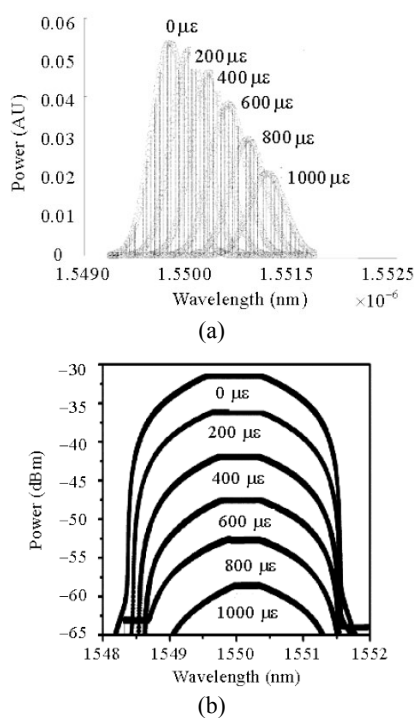 0.06
0.05
0.04
0.03
0.02
0.01
0
Power (AU)
0 με
200 με
400 με
600 με
800 με
1000 με
1.5490
1.5500
1.5515
1.5525
Wavelength (nm)
×10⁻⁶
(a)
−30
−35
−40
−45
−50
−55
−60
−65
Power (dBm)
0 με
200 με
400 με
600 με
800 με
1000 με
1548
1549
1550
1551
1552
Wavelength (nm)
(b)